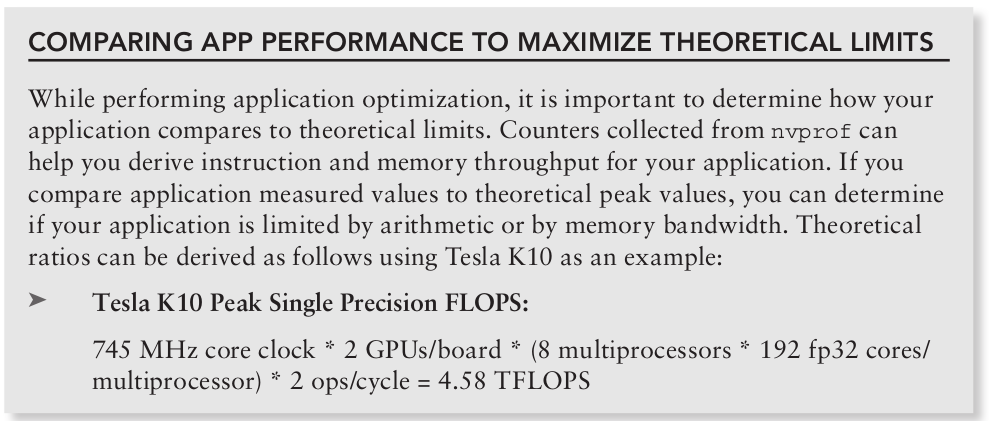 COMPARING APP PERFORMANCE TO MAXIMIZE THEORETICAL LIMITS
While performing application optimization, it is important to determine how your
application compares to theoretical limits. Counters collected from nvprof can
help you derive instruction and memory throughput for your application. If you
compare application measured values to theoretical peak values, you can determine
if your application is limited by arithmetic or by memory bandwidth. Theoretical
ratios can be derived as follows using Tesla K10 as an example:
➤ Tesla K10 Peak Single Precision FLOPS:
745 MHz core clock * 2 GPUs/board * (8 multiprocessors * 192 fp32 cores/
multiprocessor) * 2 ops/cycle = 4.58 TFLOPS